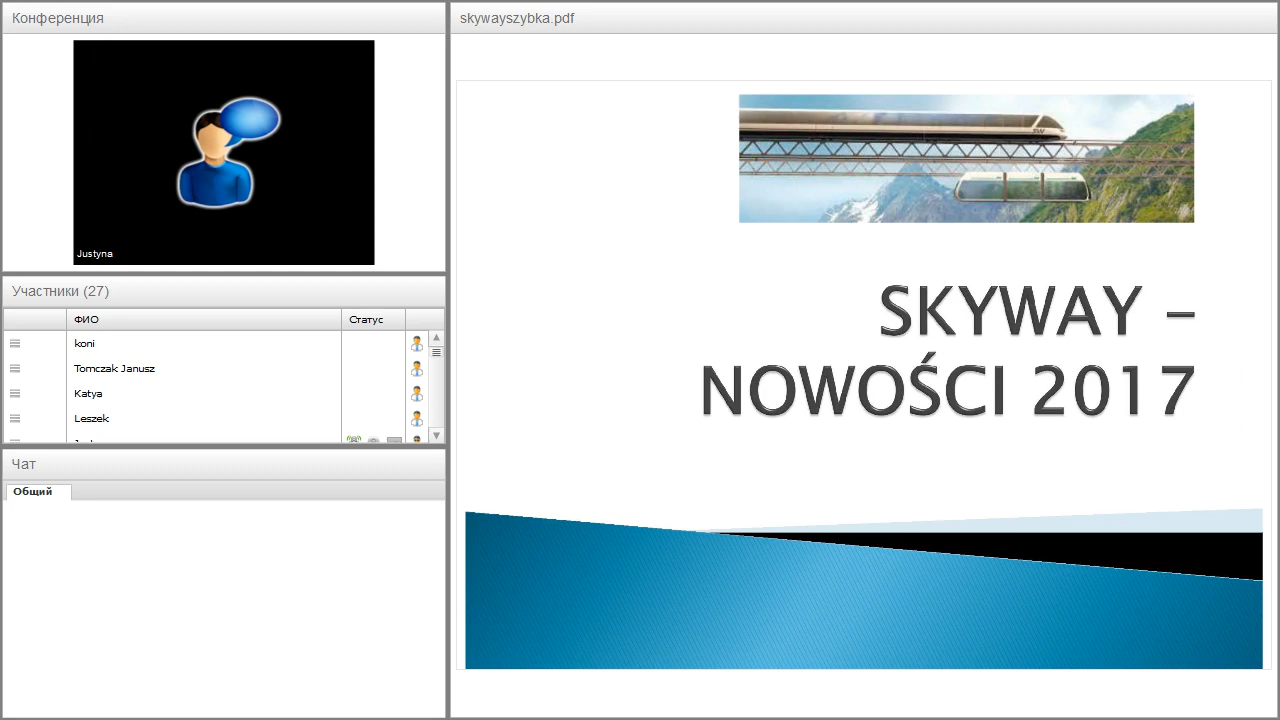 Конференция
Justyna
Участники (27)
ФИО Статус
koni
Tomczak Janusz
Katya
Leszek
Чат
Общий
skywayszybka.pdf
SKYWAY –
NOWOŚCI 2017